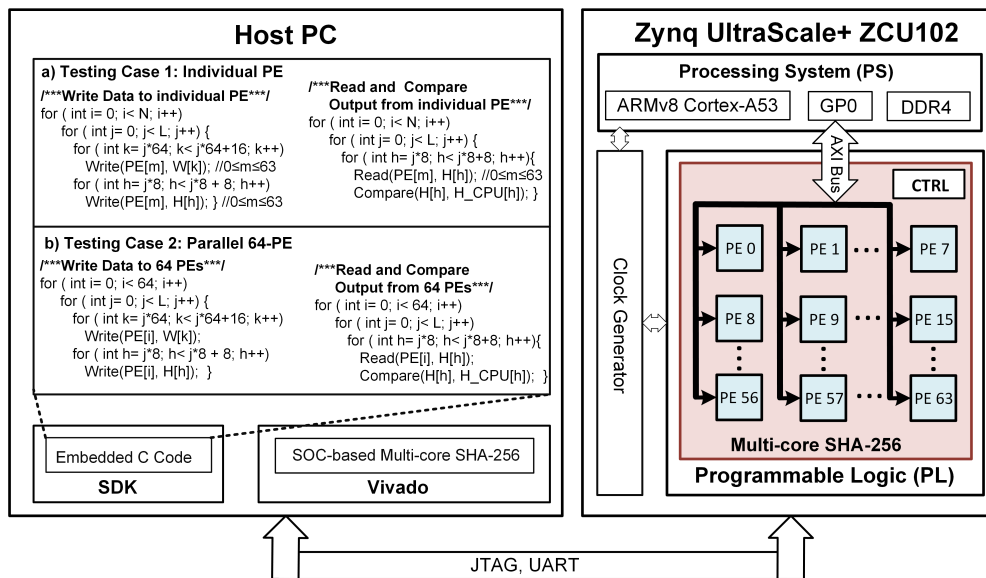 Host PC
a) Testing Case 1: Individual PE
/***Write Data to individual PE***/
for ( int i= 0; i< N; i++)
for ( int j= 0; j< L; j++) {
for ( int k= j*64; k< j*64+16; k++)
Write(PE[m], W[k]); //0≤m≤63
for ( int h= j*8; h< j*8 + 8; h++)
Write(PE[m], H[h]); } //0≤m≤63
/***Read and Compare
Output from individual PE***/
for ( int i= 0; i< N; i++)
for ( int j= 0; j< L; j++) {
for ( int h= j*8; h< j*8+8; h++){
Read(PE[m], H[h]); //0≤m≤63
Compare(H[h], H_CPU[h]); }
b) Testing Case 2: Parallel 64-PE
/***Write Data to 64 PEs***/
for ( int i= 0; i< 64; i++)
for ( int j= 0; j< L; j++) {
for ( int k= j*64; k< j*64+16; k++)
Write(PE[i], W[k]);
for ( int h= j*8; h< j*8 + 8; h++)
Write(PE[i], H[h]); }
/***Read and Compare
Output from 64 PEs***/
for ( int i= 0; i< 64; i++)
for ( int j= 0; j< L; j++)
for ( int h= j*8; h< j*8+8; h++){
Read(PE[i], H[h]);
Compare(H[h], H_CPU[h]); }
Embedded C Code
SDK
SOC-based Multi-core SHA-256
Vivado
Zynq UltraScale+ ZCU102
Processing System (PS)
ARMv8 Cortex-A53
GP0
DDR4
AXI Bus
Clock Generator
CTRL
PE 0
PE 1
PE 7
PE 8
PE 9
PE 15
PE 56
PE 57
PE 63
Multi-core SHA-256
Programmable Logic (PL)
JTAG, UART